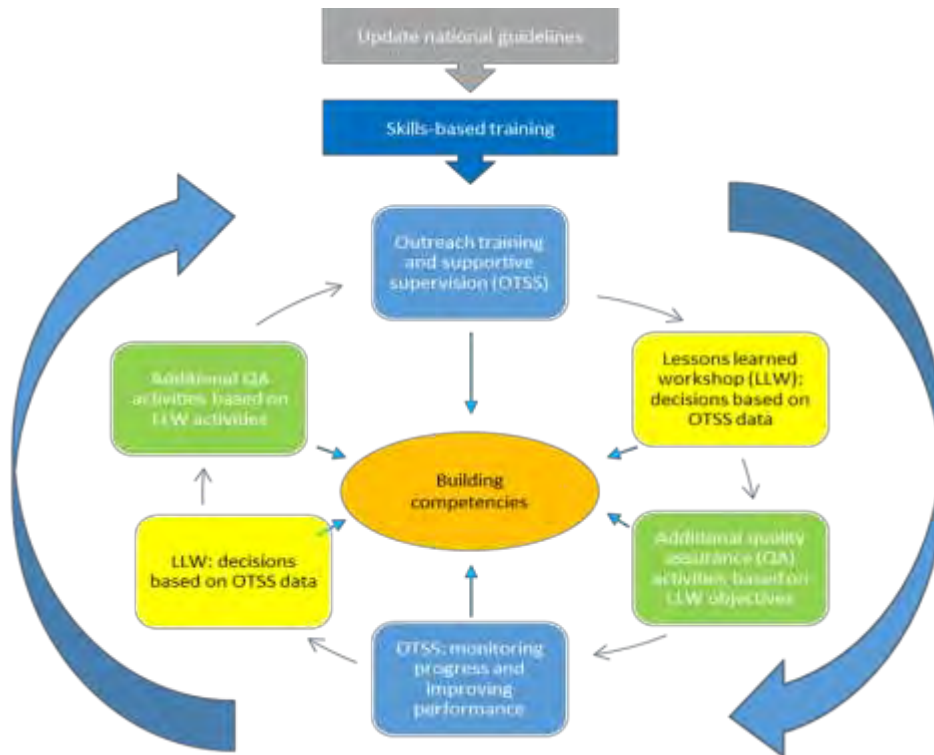 Update national guidelines
Skills-based training
Outreach training
and supportive
supervision (OTSS)
Lessons learned
workshop (LLW):
decisions based on
OTSS data
Additional quality
assurance (QA)
activities based on
LLW objectives
OTSS: monitoring
progress and
improving
performance
LLW: decisions
based on OTSS data
Additional QA
activities based on
LLW activities
Building
competencies